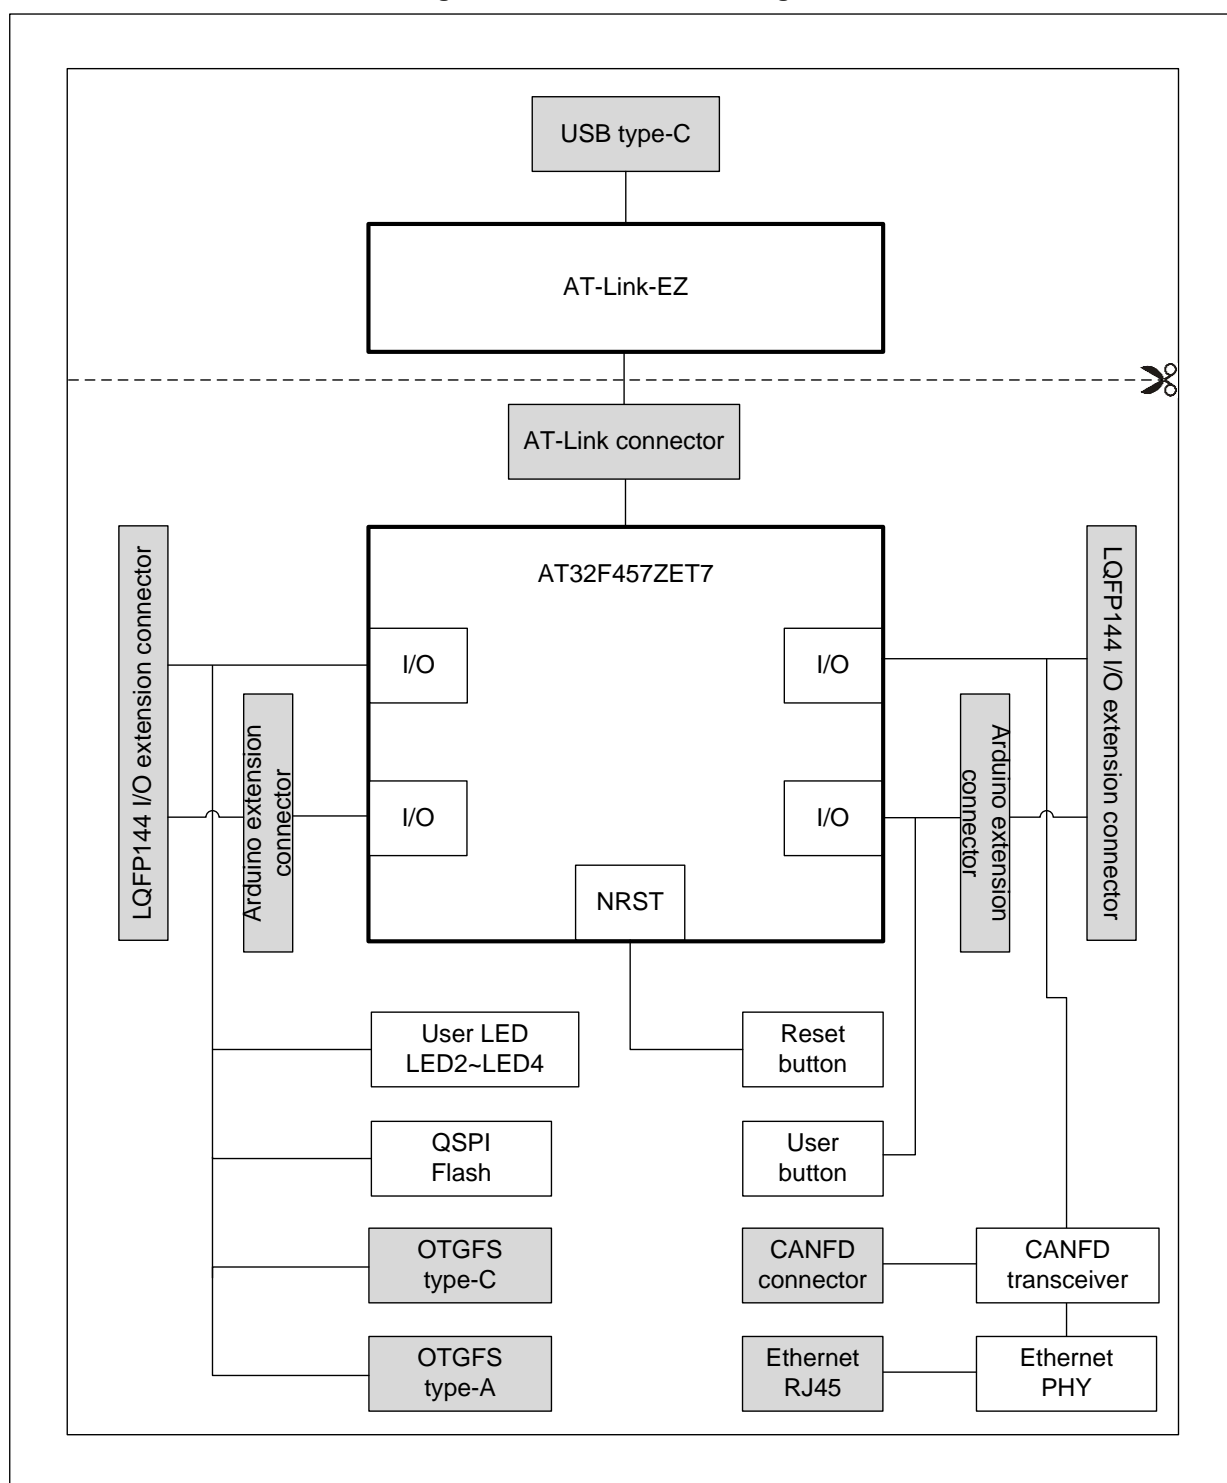 USB type-C
AT-Link-EZ
AT-Link connector
AT32F457ZET7
LQFP144 I/O extension connector
LQFP144 I/O extension connector
I/O
I/O
Arduino extension
connector
Arduino extension
connector
I/O
I/O
NRST
User LED
LED2~LED4
Reset
button
QSPI
Flash
User
button
OTGFS
type-C
CANFD
connector
CANFD
transceiver
OTGFS
type-A
Ethernet
RJ45
Ethernet
PHY